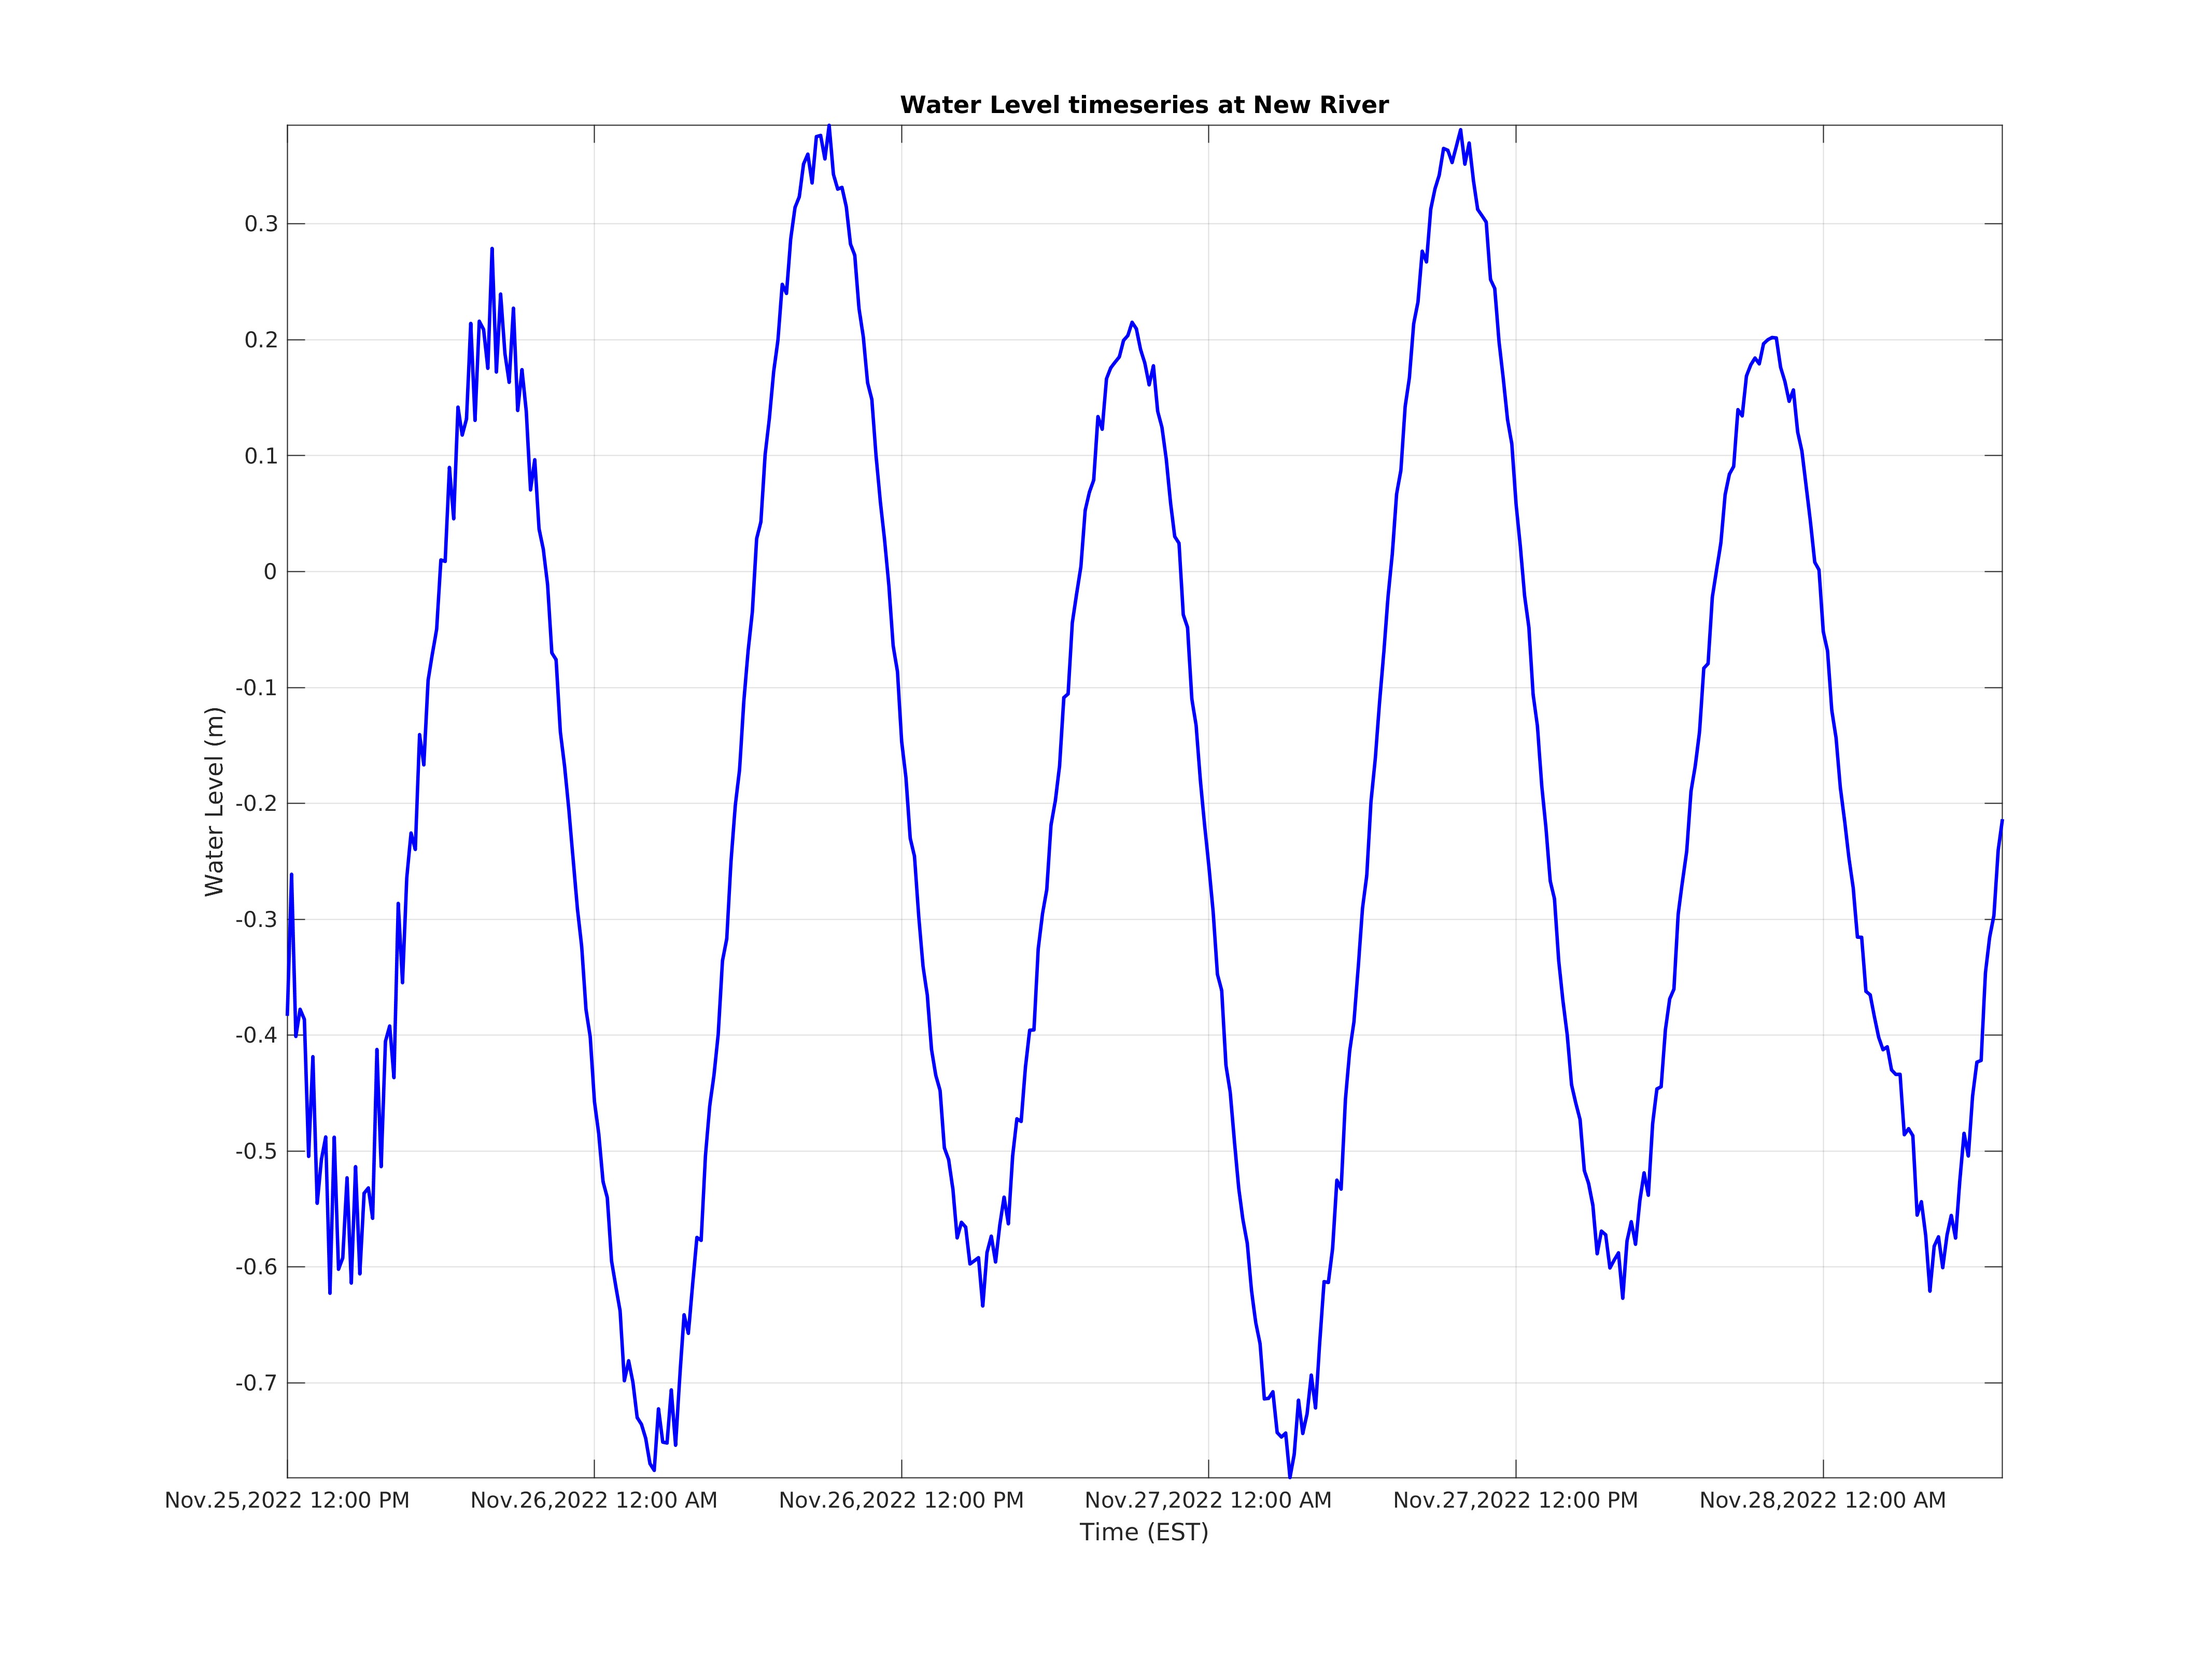 Water Level timeseries at New River
0.3
0.2
0.1
0
-0.1
-0.2
-0.3
-0.4
-0.5
-0.6
-0.7
Water Level (m)
Nov.25,2022 12:00 PM Nov.26,2022 12:00 AM Nov.26,2022 12:00 PM Nov.27,2022 12:00 AM Nov.27,2022 12:00 PM Nov.28,2022 12:00 AM
Time (EST)